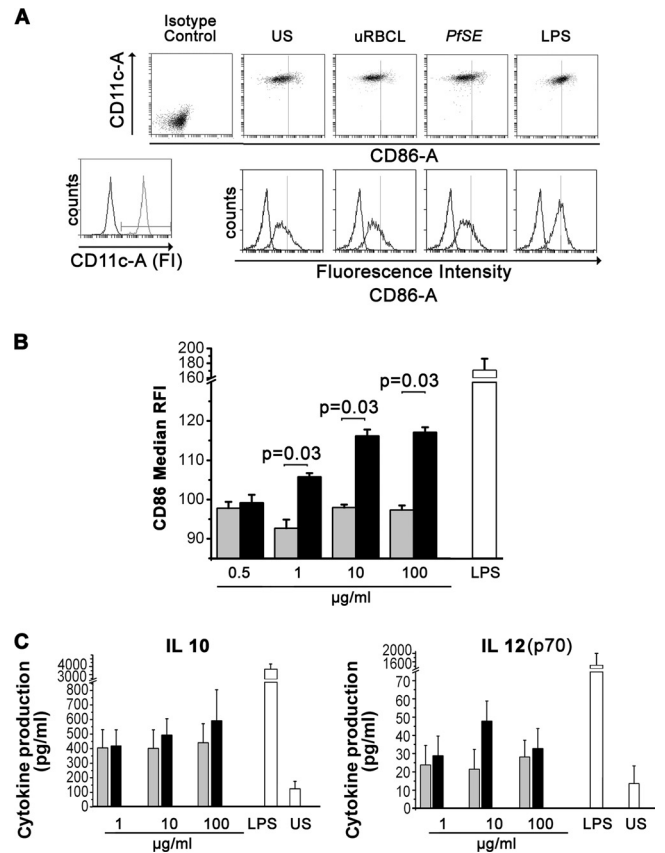 A
Isotype Control
US
uRBCL
PfSE
LPS
CD11c-A
CD86-A
counts
CD11c-A (FI)
counts
Fluorescence Intensity
CD86-A
B
CD86 Median RFI
200
180
160
120
110
100
90
p=0.03
p=0.03
p=0.03
0.5 1 10 100 LPS
µg/ml
C
IL 10
Cytokine production (pg/ml)
4000
3000
800
700
600
500
400
300
200
100
0
1 10 100 LPS US
µg/ml
IL 12 (p70)
Cytokine production (pg/ml)
2000
1600
70
60
50
40
30
20
10
0
1 10 100 LPS US
µg/ml